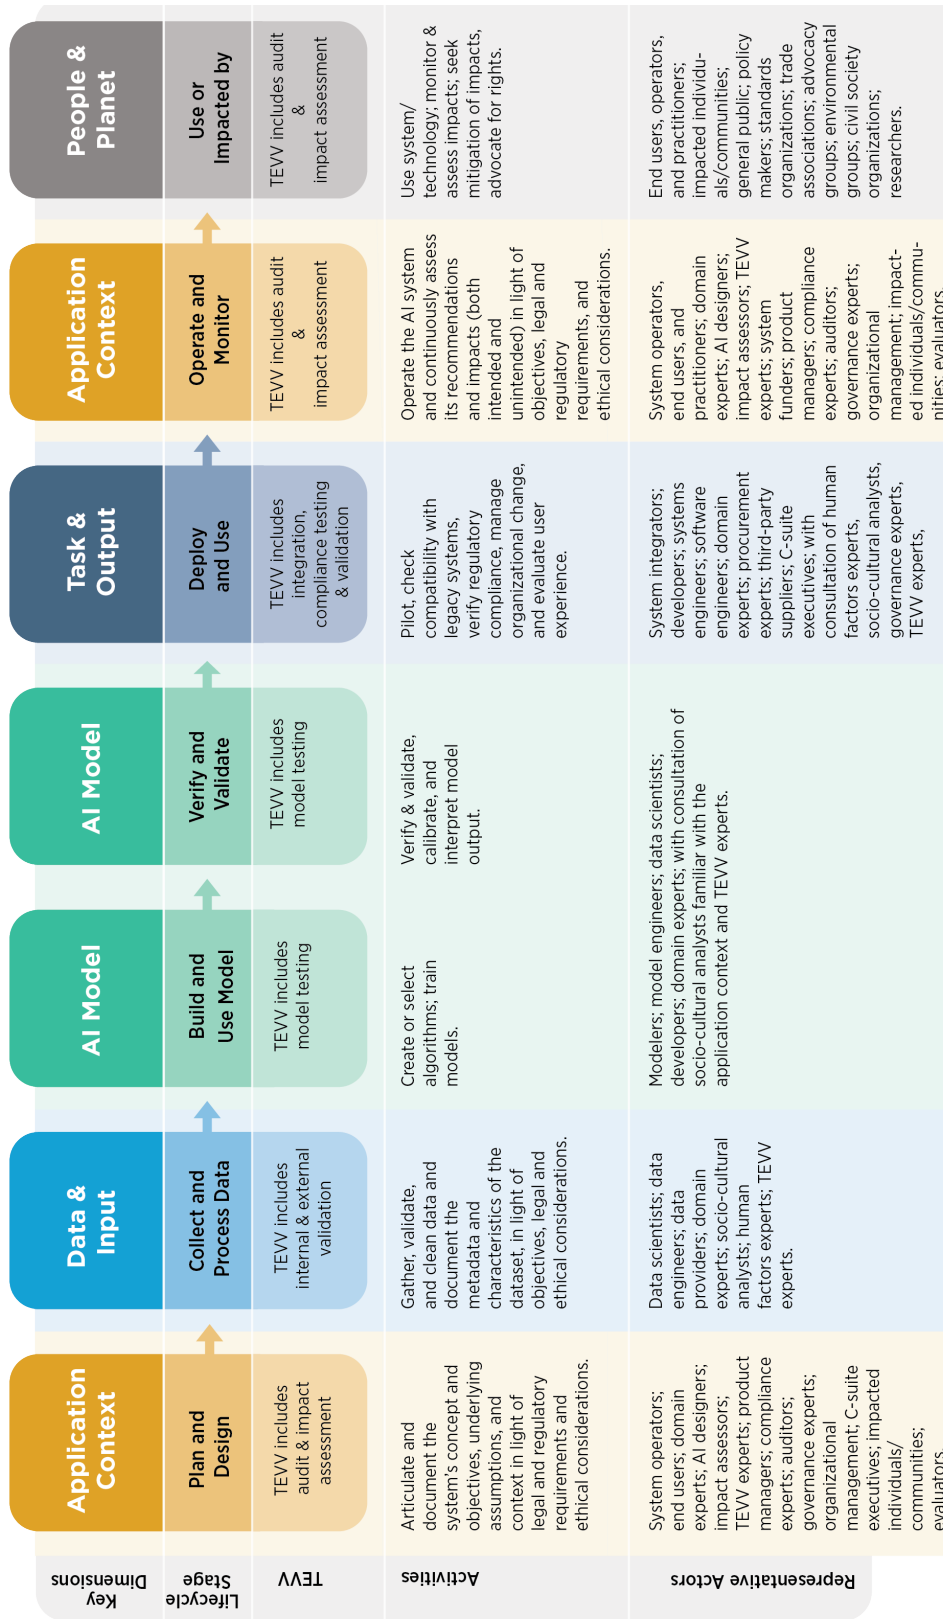 Key
Dimensions
Lifecycle
Stage
TEVV
Activities
Representative Actors
Application
Context
Plan and
Design
TEVV includes
audit & impact
assessment
Articulate and
document the
system's concept and
objectives, underlying
assumptions, and
context in light of
legal and regulatory
requirements and
ethical considerations.
System operators;
end users; domain
experts; AI designers;
impact assessors;
TEVV experts; product
managers; compliance
experts; auditors;
governance experts;
organizational
management; C-suite
executives; impacted
individuals/
communities;
evaluators.
Data &
Input
Collect and
Process Data
TEVV includes
internal & external
validation
Gather, validate,
and clean data and
document the
metadata and
characteristics of the
dataset, in light of
objectives, legal and
ethical considerations.
Data scientists; data
engineers; data
providers; domain
experts; socio-cultural
analysts; human
factors experts; TEVV
experts.
AI Model
Build and
Use Model
TEVV includes
model testing
Create or select
algorithms; train
models.
AI Model
Verify and
Validate
TEVV includes
model testing
Verify & validate,
calibrate, and
interpret model
output.
Modelers; model engineers; data scientists;
developers; domain experts; with consultation of
socio-cultural analysts familiar with the
application context and TEVV experts.
Task &
Output
Deploy
and Use
TEVV includes
integration,
compliance testing
& validation
Pilot, check
compatibility with
legacy systems,
verify regulatory
compliance, manage
organizational change,
and evaluate user
experience.
System integrators;
developers; systems
engineers; software
engineers; domain
experts; procurement
experts; third-party
suppliers; C-suite
executives; with
consultation of human
factors experts,
socio-cultural analysts,
governance experts,
TEVV experts,
Application
Context
Operate and
Monitor
TEVV includes audit
&
impact assessment
Operate the AI system
and continuously assess
its recommendations
and impacts (both
intended and
unintended) in light of
objectives, legal and
regulatory
requirements, and
ethical considerations.
System operators,
end users, and
practitioners; domain
experts; AI designers;
impact assessors; TEVV
experts; system
funders; product
managers; compliance
experts; auditors;
governance experts;
organizational
management; impact-
ed individuals/commu-
nities; evaluators.
People &
Planet
Use or
Impacted by
TEVV includes audit
&
impact assessment
Use system/
technology; monitor &
assess impacts; seek
mitigation of impacts,
advocate for rights.
End users, operators,
and practitioners;
impacted individu-
als/communities;
general public; policy
makers; standards
organizations; trade
associations; advocacy
groups; environmental
groups; civil society
organizations;
researchers.